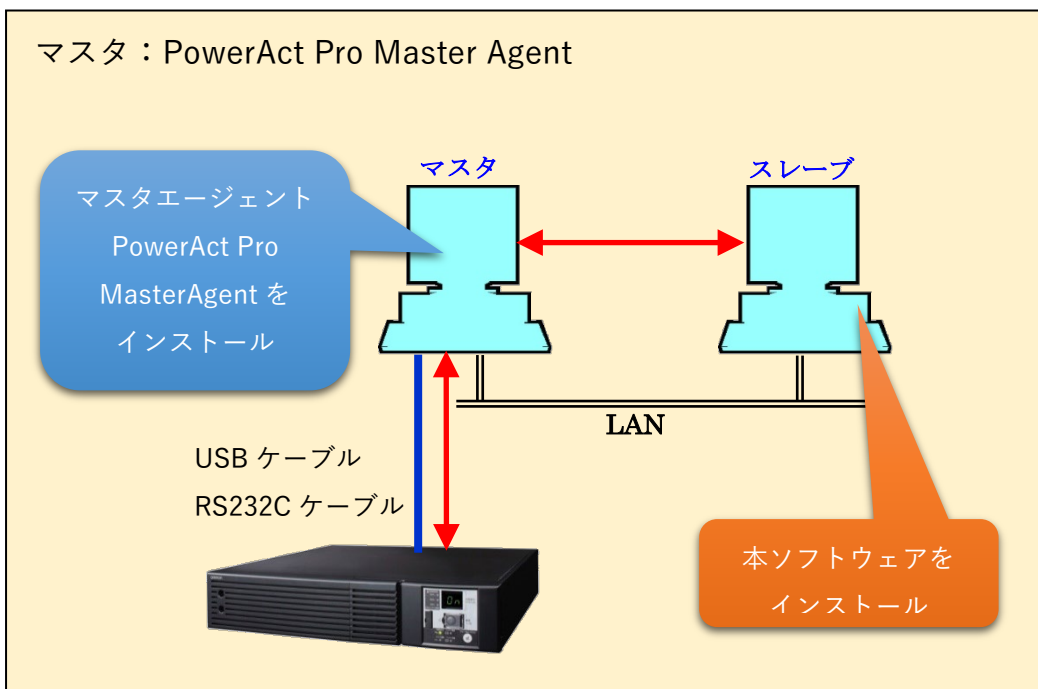 マスタ：PowerAct Pro Master Agent
マスタエージェント
PowerAct Pro
MasterAgent を
インストール
マスタ
スレーブ
LAN
USB ケーブル
RS232C ケーブル
本ソフトウェアを
インストール